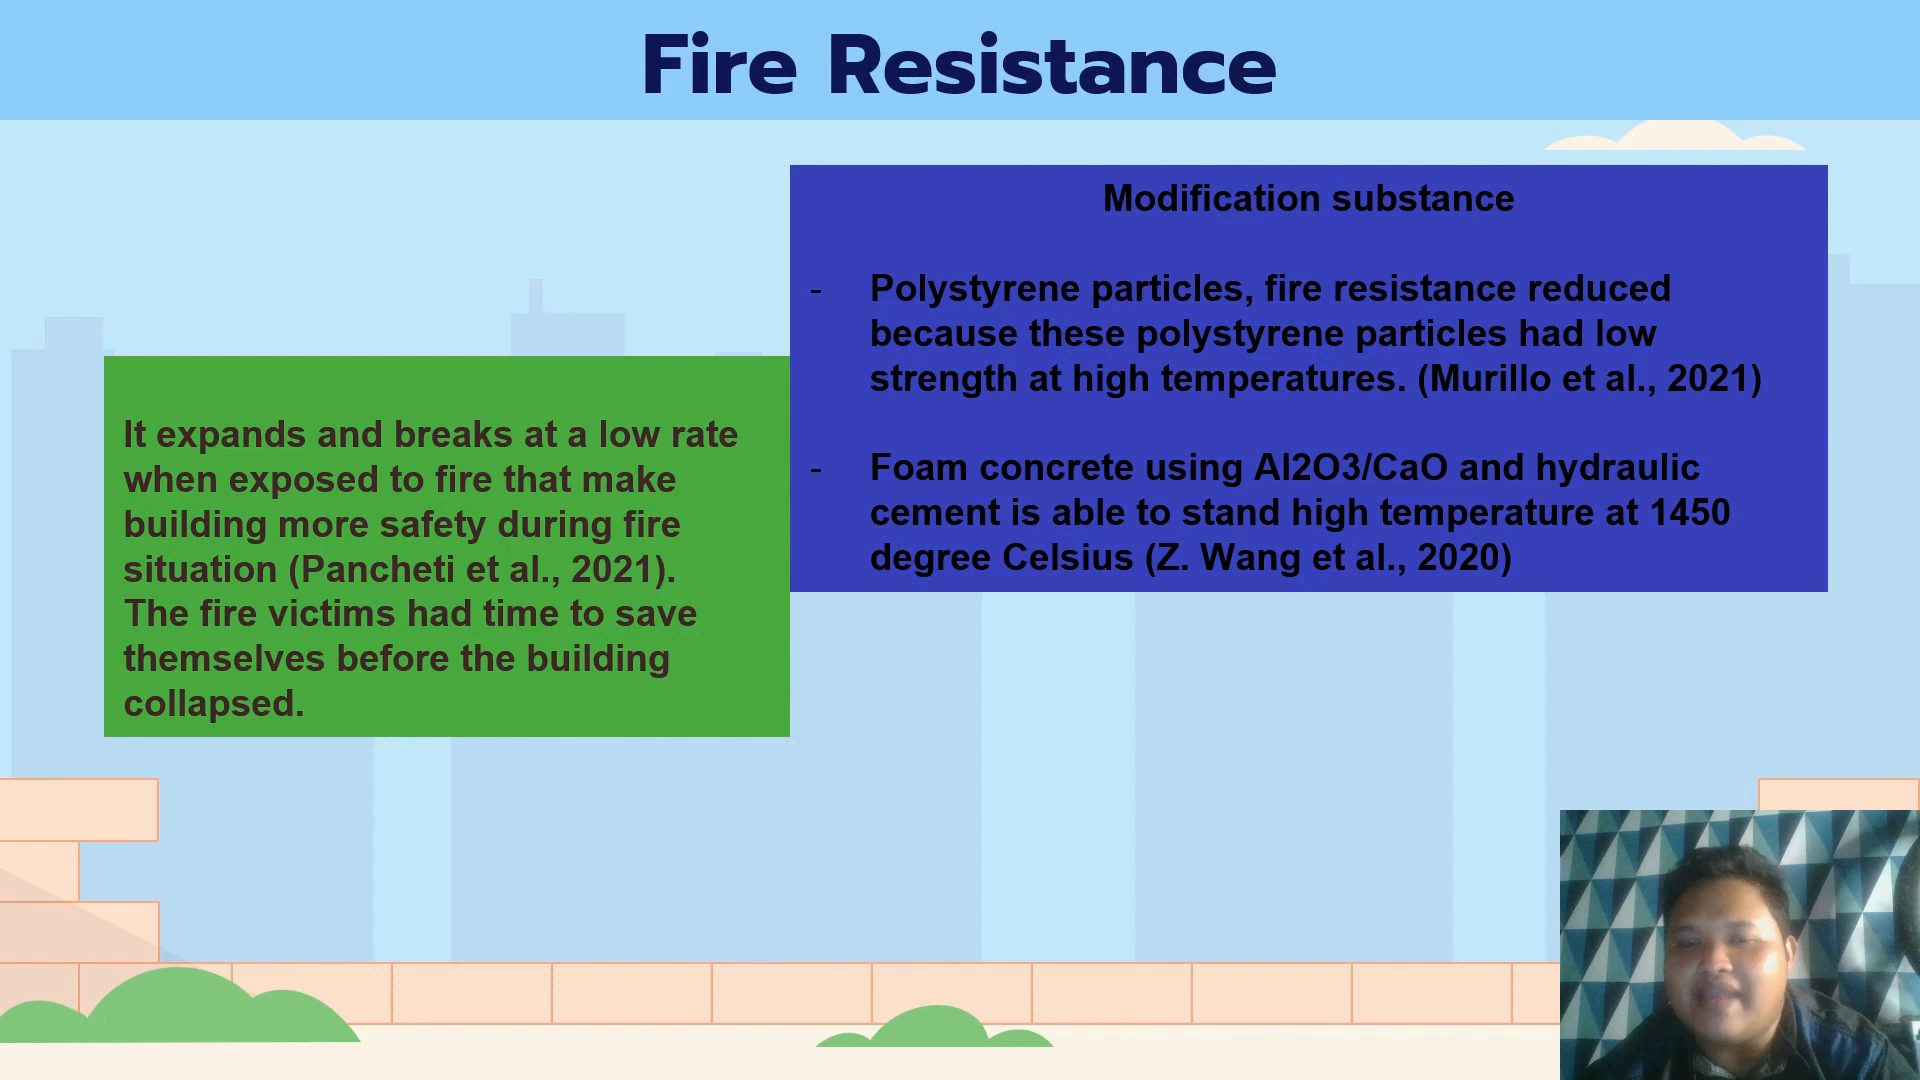 Fire Resistance
It expands and breaks at a low rate
when exposed to fire that make
building more safety during fire
situation (Pancheti et al., 2021).
The fire victims had time to save
themselves before the building
collapsed.
Modification substance
- Polystyrene particles, fire resistance reduced
because these polystyrene particles had low
strength at high temperatures. (Murillo et al., 2021)
- Foam concrete using Al2O3/CaO and hydraulic
cement is able to stand high temperature at 1450
degree Celsius (Z. Wang et al., 2020)